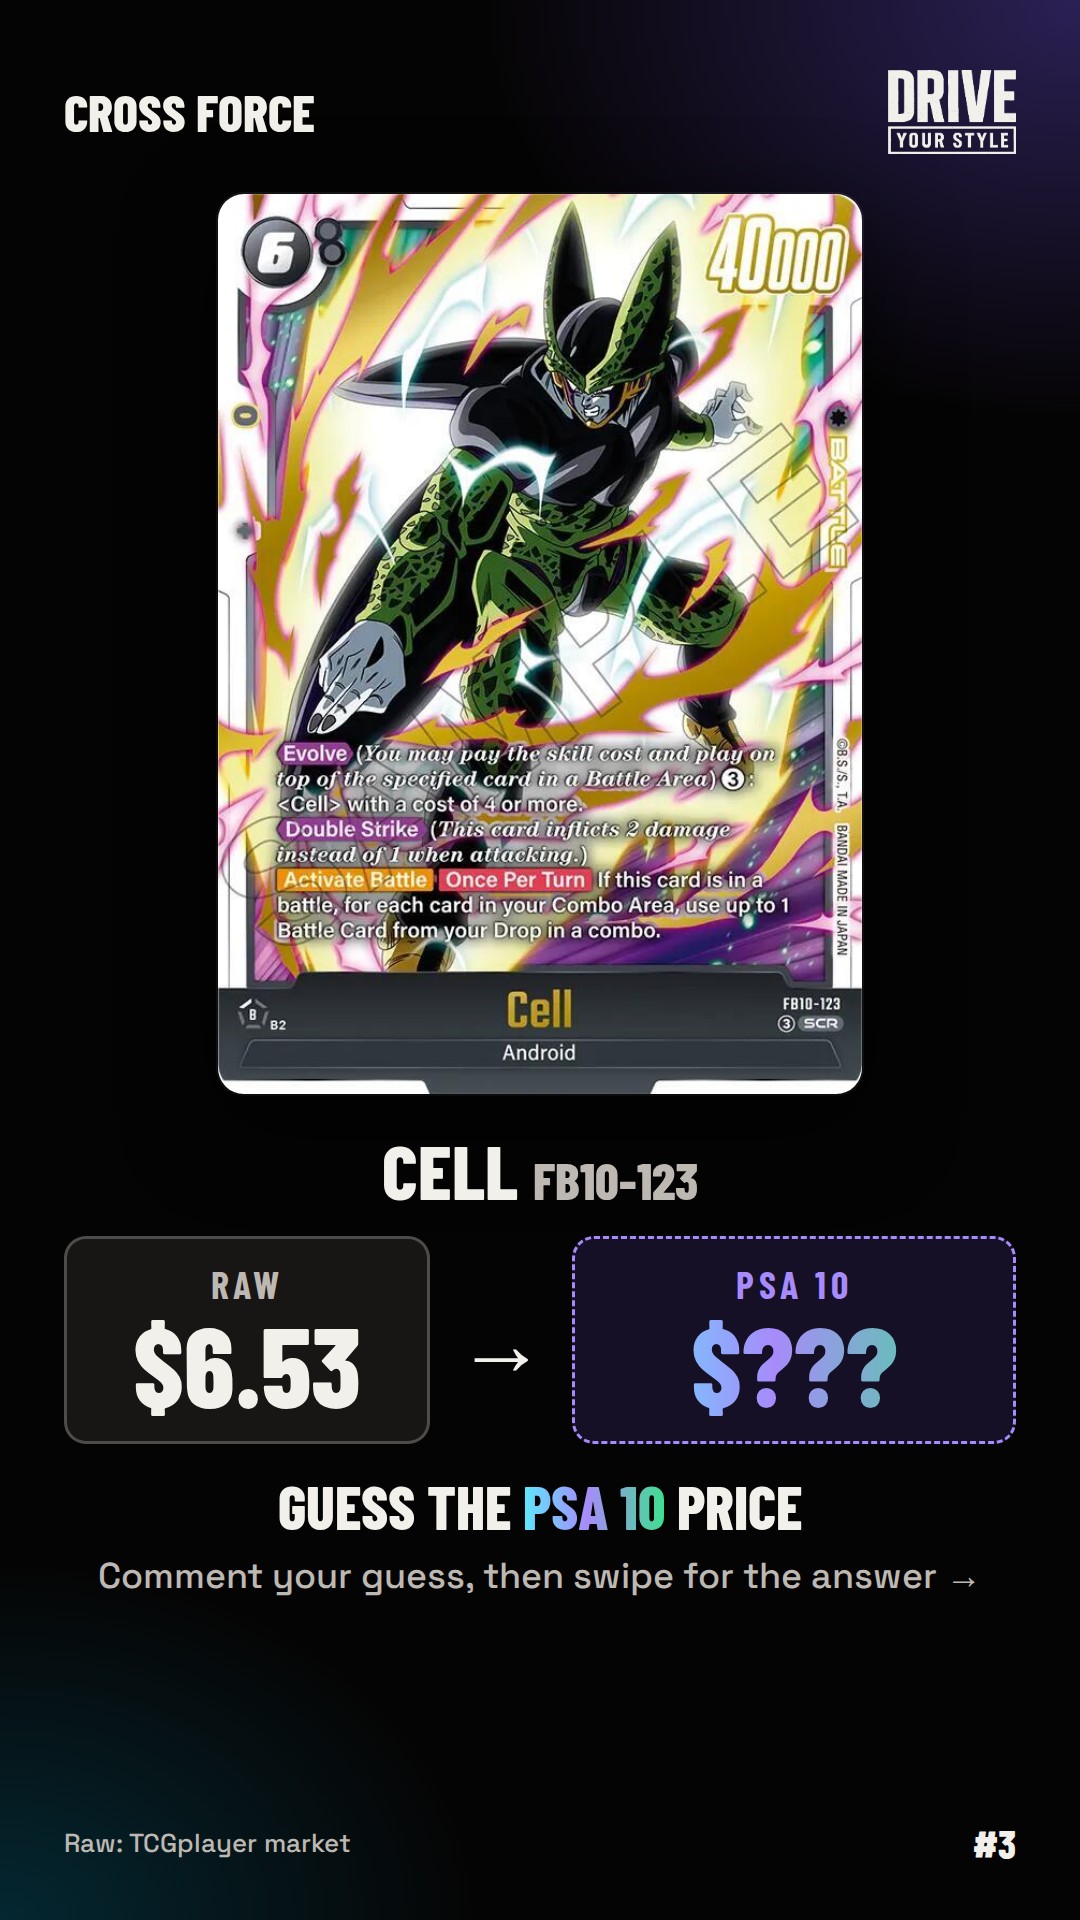 CROSS FORCE
DRIVE
YOUR STYLE
6
8
40000
0
BATTLE
SAMPLE
Evolve (You may pay the skill cost and play on
top of the specified card in a Battle Area) 3 :
<Cell> with a cost of 4 or more.
Double Strike (This card inflicts 2 damage
instead of 1 when attacking.)
Activate Battle Once Per Turn If this card is in a
battle, for each card in your Combo Area, use up to 1
Battle Card from your Drop in a combo.
©B.S./S., T.A. BANDAI MADE IN JAPAN
B
B2
Cell
FB10-123
3 SCR
Android
CELL FB10-123
RAW
$6.53
→
PSA 10
$???
GUESS THE PSA 10 PRICE
Comment your guess, then swipe for the answer →
Raw: TCGplayer market
#3